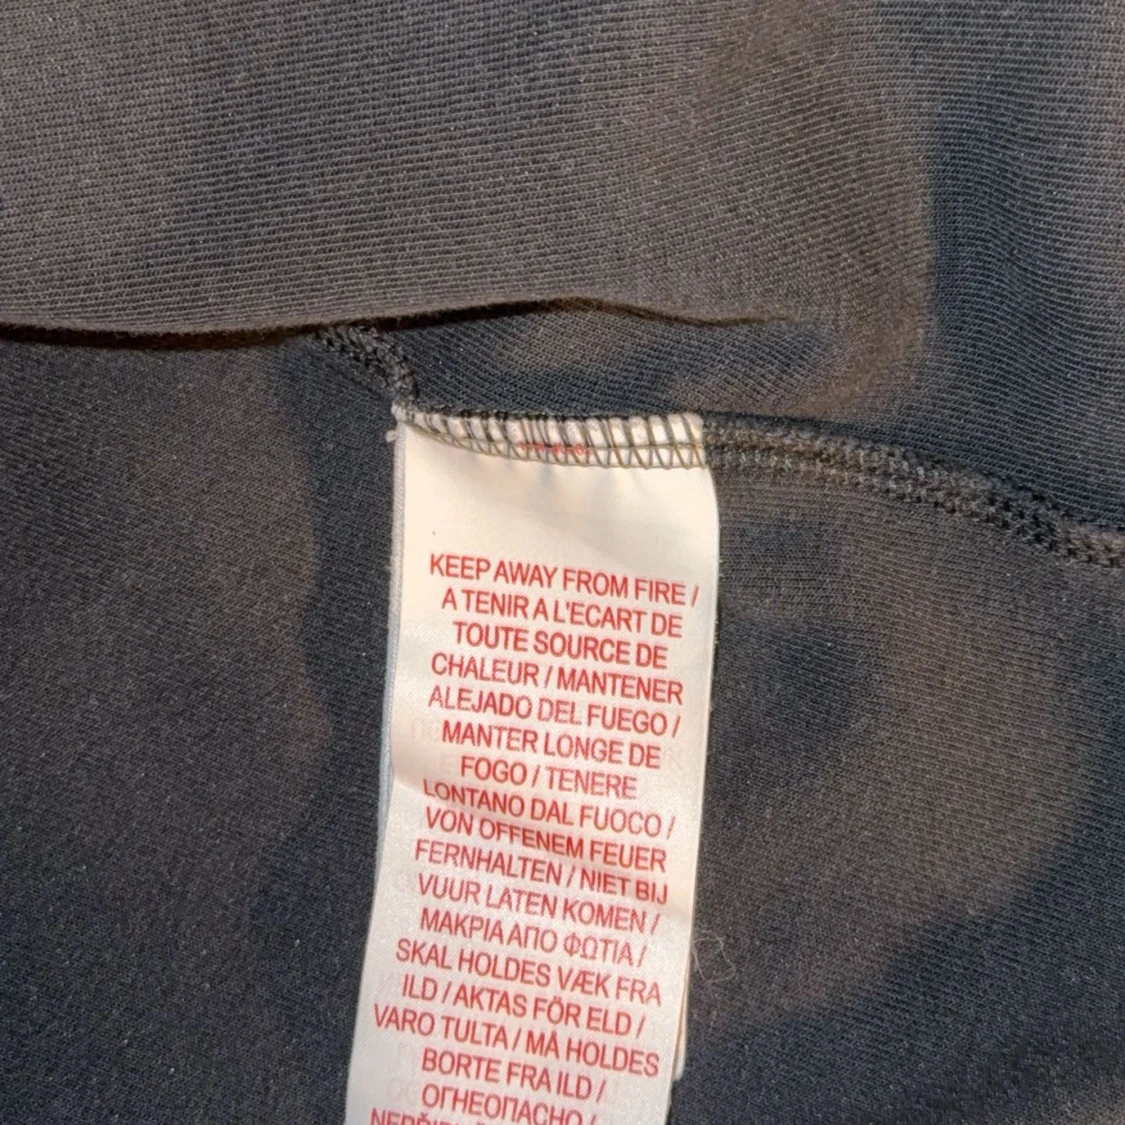 KEEP AWAY FROM FIRE /
A TENIR A L'ECART DE
TOUTE SOURCE DE
CHALEUR / MANTENER
ALEJADO DEL FUEGO /
MANTER LONGE DE
FOGO / TENERE
LONTANO DAL FUOCO /
VON OFFENEM FEUER
FERNHALTEN / NIET BIJ
VUUR LATEN KOMEN /
ΜΑΚΡΙΑ ΑΠΟ ΦΩΤΙΑ /
SKAL HOLDES VÆK FRA
ILD / AKTAS FÖR ELD /
VARO TULTA / MÅ HOLDES
BORTE FRA ILD /
ОГНЕОПАСНО /